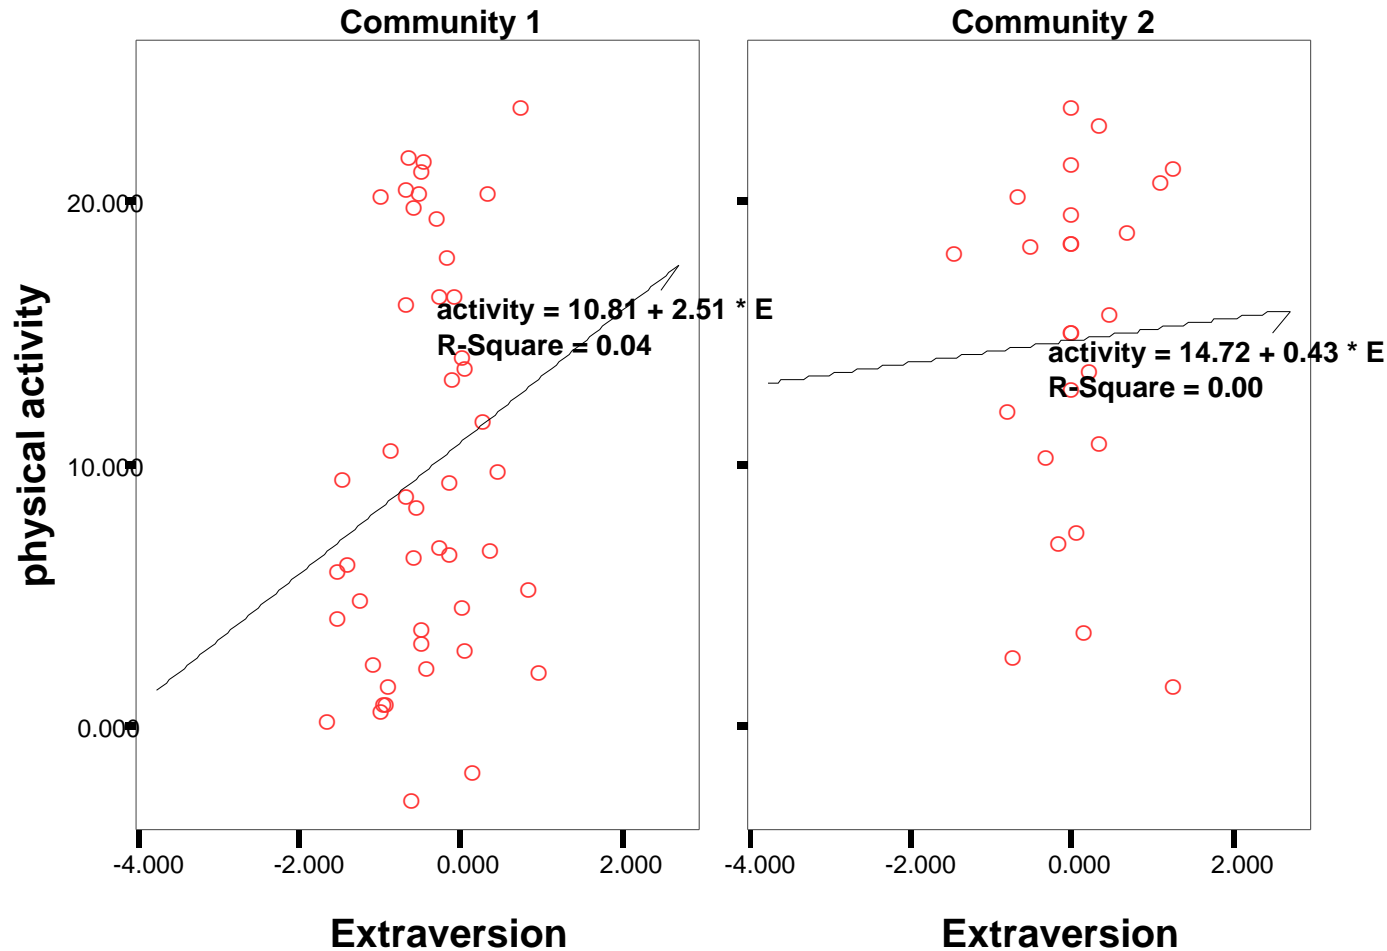 Community 1
Community 2
physical activity
20.000
10.000
0.000
activity = 10.81 + 2.51 * E
R-Square = 0.04
activity = 14.72 + 0.43 * E
R-Square = 0.00
-4.000
-2.000
0.000
2.000
-4.000
-2.000
0.000
2.000
Extraversion
Extraversion